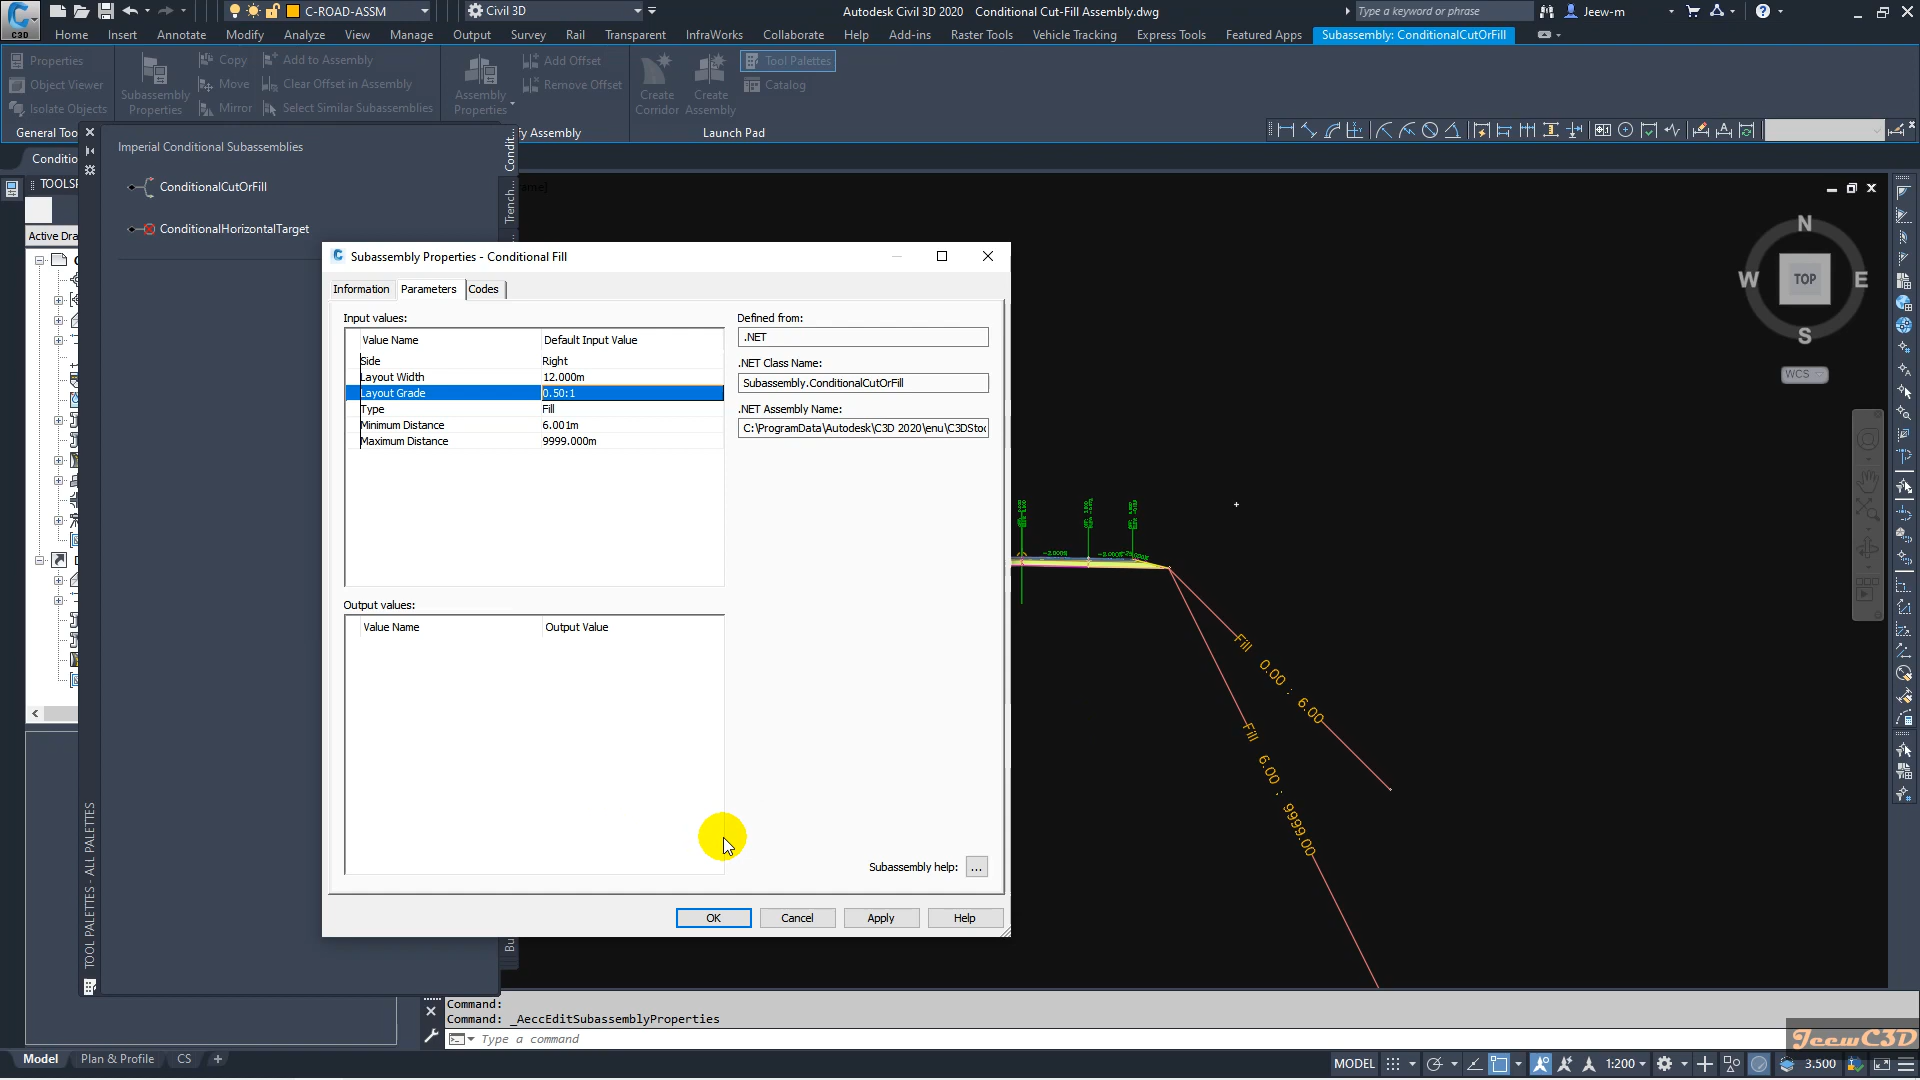 C-ROAD-ASSM
Civil 3D
Autodesk Civil 3D 2020 Conditional Cut-Fill Assembly.dwg
Type a keyword or phrase
Jeew-m
C3D
Home Insert Annotate Modify Analyze View Manage Output Survey Rail Transparent InfraWorks Collaborate Help Add-ins Raster Tools Vehicle Tracking Express Tools Featured Apps Subassembly: ConditionalCutOrFill
Properties
Object Viewer
Isolate Objects
Subassembly
Properties
Copy
Move
Mirror
Add to Assembly
Clear Offset in Assembly
Select Similar Subassemblies
Assembly
Properties
Add Offset
Remove Offset
Create
Corridor
Create
Assembly
Tool Palettes
Catalog
General Too
fy Assembly
Launch Pad
Conditio
TOOLSP
Active Dra
Imperial Conditional Subassemblies
ConditionalCutOrFill
ConditionalHorizontalTarget
Condit...
Trench...
TOOL PALETTES - ALL PALETTES
Bu
ame]
Subassembly Properties - Conditional Fill
Information Parameters Codes
Input values:
Value Name Default Input Value
Side Right
Layout Width 12.000m
Layout Grade 0.50:1
Type Fill
Minimum Distance 6.001m
Maximum Distance 9999.000m
Output values:
Value Name Output Value
Defined from:
.NET
.NET Class Name:
Subassembly.ConditionalCutOrFill
.NET Assembly Name:
C:\ProgramData\Autodesk\C3D 2020\enu\C3DStoc
Subassembly help: ...
OK Cancel Apply Help
N
W TOP E
S
WCS
Fill 0.00 : 6.00
Fill 6.00 : 9999.00
Command:
Command: _AeccEditSubassemblyProperties
Type a command
Model Plan & Profile CS +
MODEL
1:200
3.500
JeewC3D